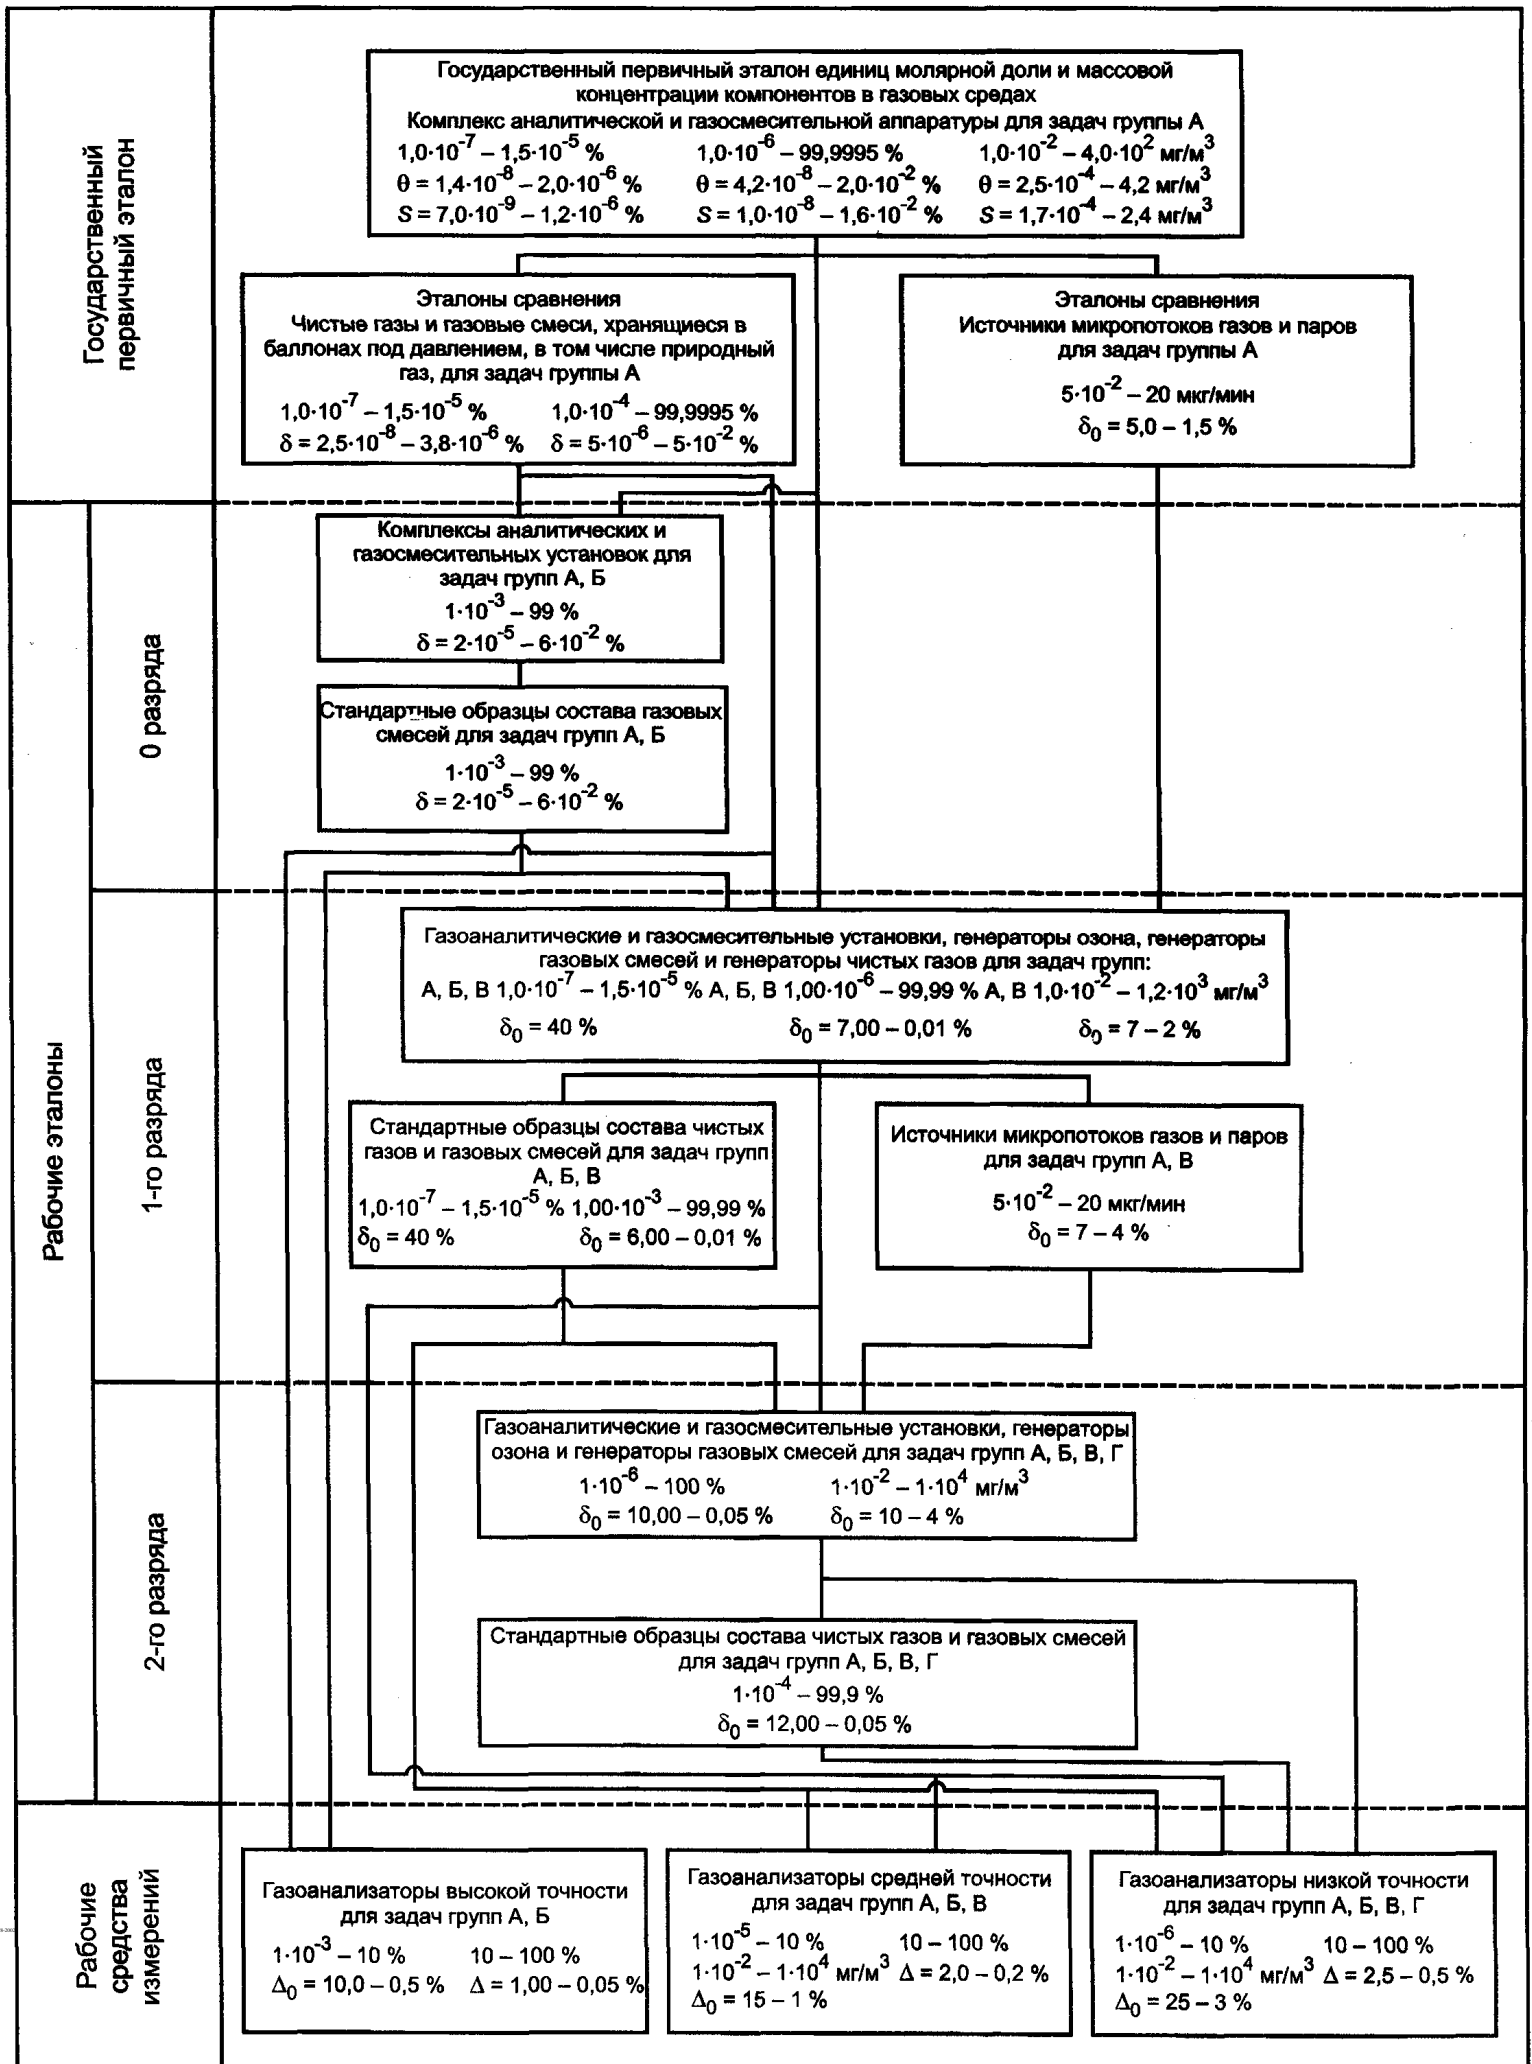 Государственный
первичный эталон
Государственный первичный эталон единиц молярной доли и массовой
концентрации компонентов в газовых средах
Комплекс аналитической и газосмесительной аппаратуры для задач группы А
1,0·10⁻⁷ – 1,5·10⁻⁵ % 1,0·10⁻⁶ – 99,9995 % 1,0·10⁻² – 4,0·10² мг/м³
θ = 1,4·10⁻⁸ – 2,0·10⁻⁶ % θ = 4,2·10⁻⁸ – 2,0·10⁻² % θ = 2,5·10⁻⁴ – 4,2 мг/м³
S = 7,0·10⁻⁹ – 1,2·10⁻⁶ % S = 1,0·10⁻⁸ – 1,6·10⁻² % S = 1,7·10⁻⁴ – 2,4 мг/м³
Эталоны сравнения
Чистые газы и газовые смеси, хранящиеся в
баллонах под давлением, в том числе природный
газ, для задач группы А
1,0·10⁻⁷ – 1,5·10⁻⁵ % 1,0·10⁻⁴ – 99,9995 %
δ = 2,5·10⁻⁸ – 3,8·10⁻⁶ % δ = 5·10⁻⁶ – 5·10⁻² %
Эталоны сравнения
Источники микропотоков газов и паров
для задач группы А
5·10⁻² – 20 мкг/мин
δ₀ = 5,0 – 1,5 %
Рабочие эталоны
0 разряда
Комплексы аналитических и
газосмесительных установок для
задач групп А, Б
1·10⁻³ – 99 %
δ = 2·10⁻⁵ – 6·10⁻² %
Стандартные образцы состава газовых
смесей для задач групп А, Б
1·10⁻³ – 99 %
δ = 2·10⁻⁵ – 6·10⁻² %
1-го разряда
Газоаналитические и газосмесительные установки, генераторы озона, генераторы
газовых смесей и генераторы чистых газов для задач групп:
А, Б, В 1,0·10⁻⁷ – 1,5·10⁻⁵ % А, Б, В 1,00·10⁻⁶ – 99,99 % А, В 1,0·10⁻² – 1,2·10³ мг/м³
δ₀ = 40 % δ₀ = 7,00 – 0,01 % δ₀ = 7 – 2 %
Стандартные образцы состава чистых
газов и газовых смесей для задач групп
А, Б, В
1,0·10⁻⁷ – 1,5·10⁻⁵ % 1,00·10⁻³ – 99,99 %
δ₀ = 40 % δ₀ = 6,00 – 0,01 %
Источники микропотоков газов и паров
для задач групп А, В
5·10⁻² – 20 мкг/мин
δ₀ = 7 – 4 %
2-го разряда
Газоаналитические и газосмесительные установки, генераторы
озона и генераторы газовых смесей для задач групп А, Б, В, Г
1·10⁻⁶ – 100 % 1·10⁻² – 1·10⁴ мг/м³
δ₀ = 10,00 – 0,05 % δ₀ = 10 – 4 %
Стандартные образцы состава чистых газов и газовых смесей
для задач групп А, Б, В, Г
1·10⁻⁴ – 99,9 %
δ₀ = 12,00 – 0,05 %
Рабочие
средства
измерений
Газоанализаторы высокой точности
для задач групп А, Б
1·10⁻³ – 10 % 10 – 100 %
Δ₀ = 10,0 – 0,5 % Δ = 1,00 – 0,05 %
Газоанализаторы средней точности
для задач групп А, Б, В
1·10⁻⁵ – 10 % 10 – 100 %
1·10⁻² – 1·10⁴ мг/м³ Δ = 2,0 – 0,2 %
Δ₀ = 15 – 1 %
Газоанализаторы низкой точности
для задач групп А, Б, В, Г
1·10⁻⁶ – 10 % 10 – 100 %
1·10⁻² – 1·10⁴ мг/м³ Δ = 2,5 – 0,5 %
Δ₀ = 25 – 3 %